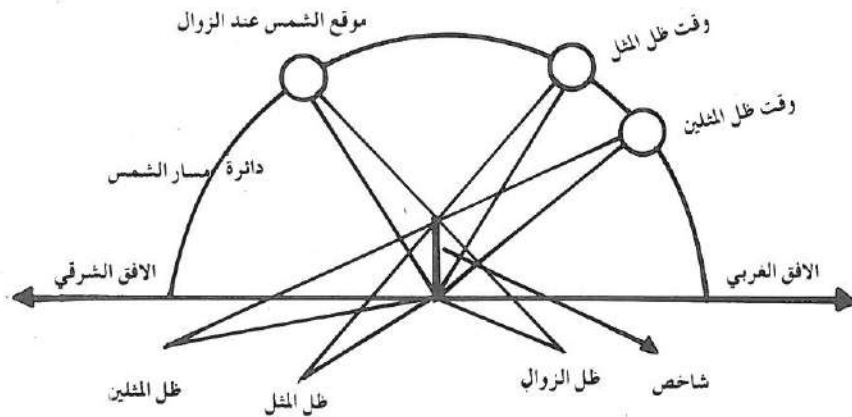 موقع الشمس عند الزوال
وقت ظل المثل
وقت ظل المثلين
دائرة مسار الشمس
الافق الشرقي
الافق الغربي
ظل المثلين
ظل المثل
ظل الزوال
شاخص